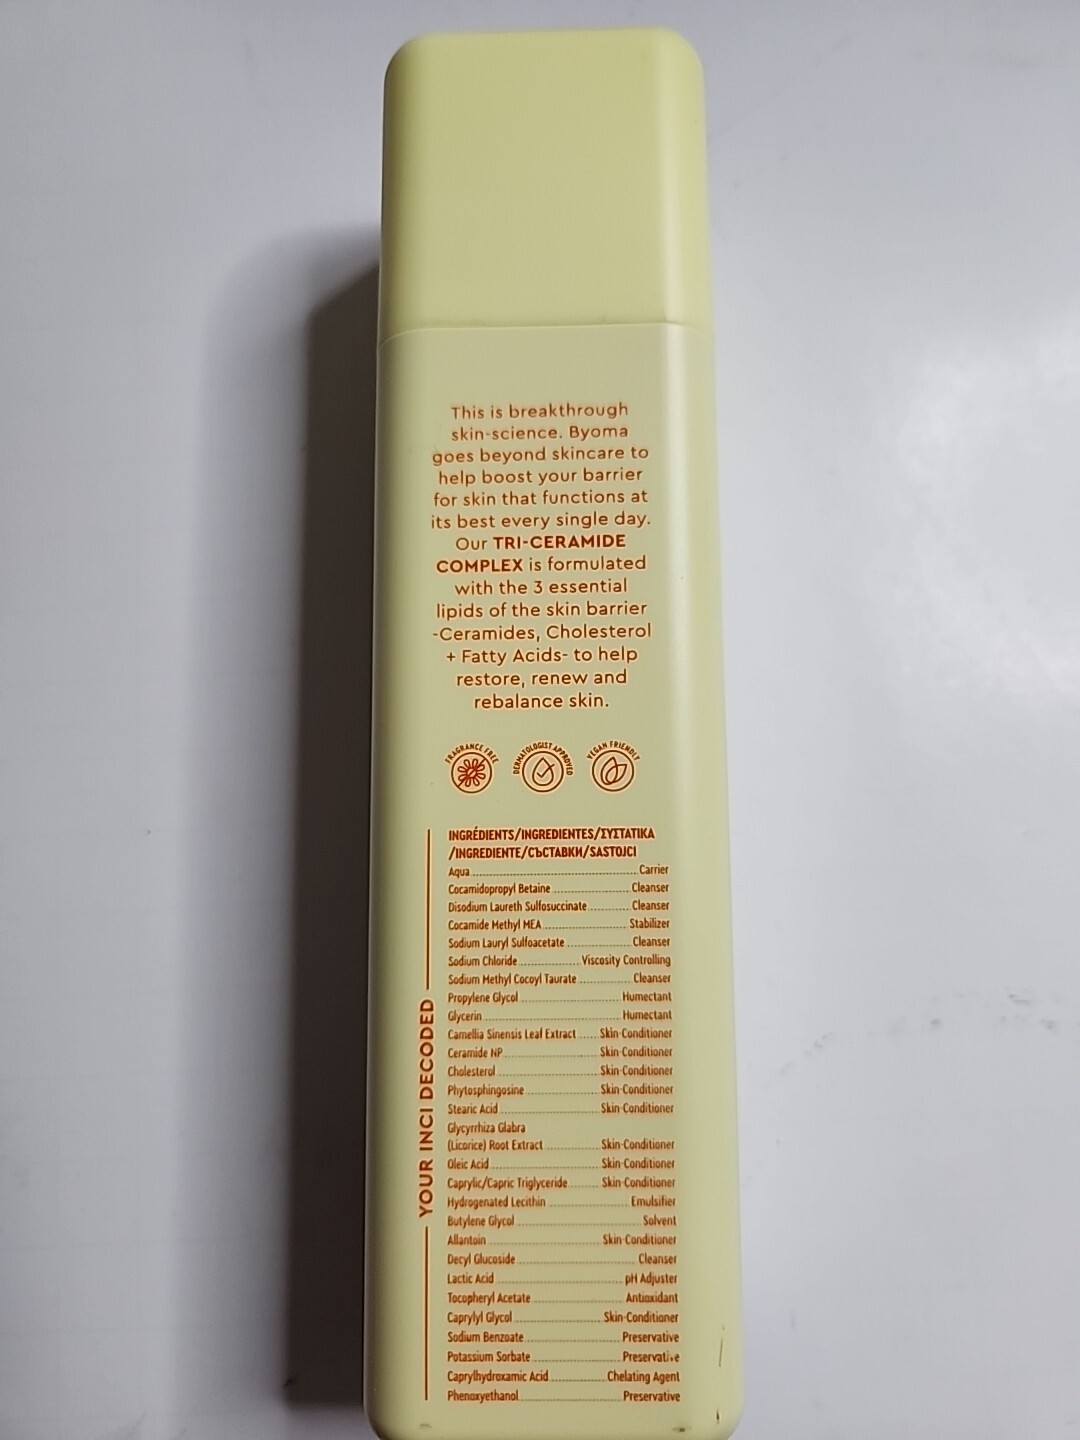 This is breakthrough
skin-science. Byoma
goes beyond skincare to
help boost your barrier
for skin that functions at
its best every single day.
Our TRI-CERAMIDE
COMPLEX is formulated
with the 3 essential
lipids of the skin barrier
-Ceramides, Cholesterol
+ Fatty Acids- to help
restore, renew and
rebalance skin.
FRAGRANCE FREE
DERMATOLOGIST APPROVED
VEGAN FRIENDLY
YOUR INCI DECODED
INGRÉDIENTS/INGREDIENTES/ΣΥΣΤΑΤΙΚΑ
/INGREDIENTE/СЪСТАВКИ/SASTOJCI
Aqua Carrier
Cocamidopropyl Betaine Cleanser
Disodium Laureth Sulfosuccinate Cleanser
Cocamide Methyl MEA Stabilizer
Sodium Lauryl Sulfoacetate Cleanser
Sodium Chloride Viscosity Controlling
Sodium Methyl Cocoyl Taurate Cleanser
Propylene Glycol Humectant
Glycerin Humectant
Camellia Sinensis Leaf Extract Skin-Conditioner
Ceramide NP Skin-Conditioner
Cholesterol Skin-Conditioner
Phytosphingosine Skin-Conditioner
Stearic Acid Skin-Conditioner
Glycyrrhiza Glabra
(Licorice) Root Extract Skin-Conditioner
Oleic Acid Skin-Conditioner
Caprylic/Capric Triglyceride Skin-Conditioner
Hydrogenated Lecithin Emulsifier
Butylene Glycol Solvent
Allantoin Skin-Conditioner
Decyl Glucoside Cleanser
Lactic Acid pH Adjuster
Tocopheryl Acetate Antioxidant
Caprylyl Glycol Skin-Conditioner
Sodium Benzoate Preservative
Potassium Sorbate Preservative
Caprylhydroxamic Acid Chelating Agent
Phenoxyethanol Preservative